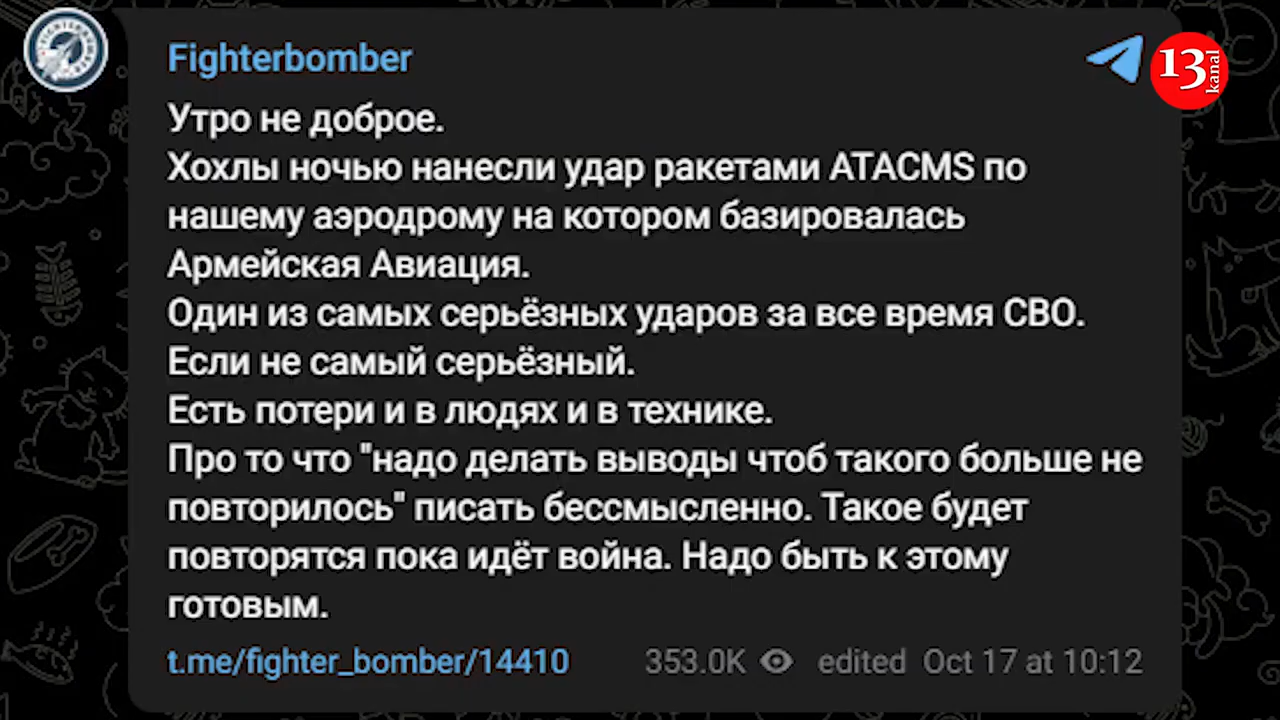 Fighterbomber
13 kanal
Утро не доброе.
Хохлы ночью нанесли удар ракетами ATACMS по
нашему аэродрому на котором базировалась
Армейская Авиация.
Один из самых серьёзных ударов за все время СВО.
Если не самый серьёзный.
Есть потери и в людях и в технике.
Про то что "надо делать выводы чтоб такого больше не
повторилось" писать бессмысленно. Такое будет
повторятся пока идёт война. Надо быть к этому
готовым.
t.me/fighter_bomber/14410 353.0K edited Oct 17 at 10:12